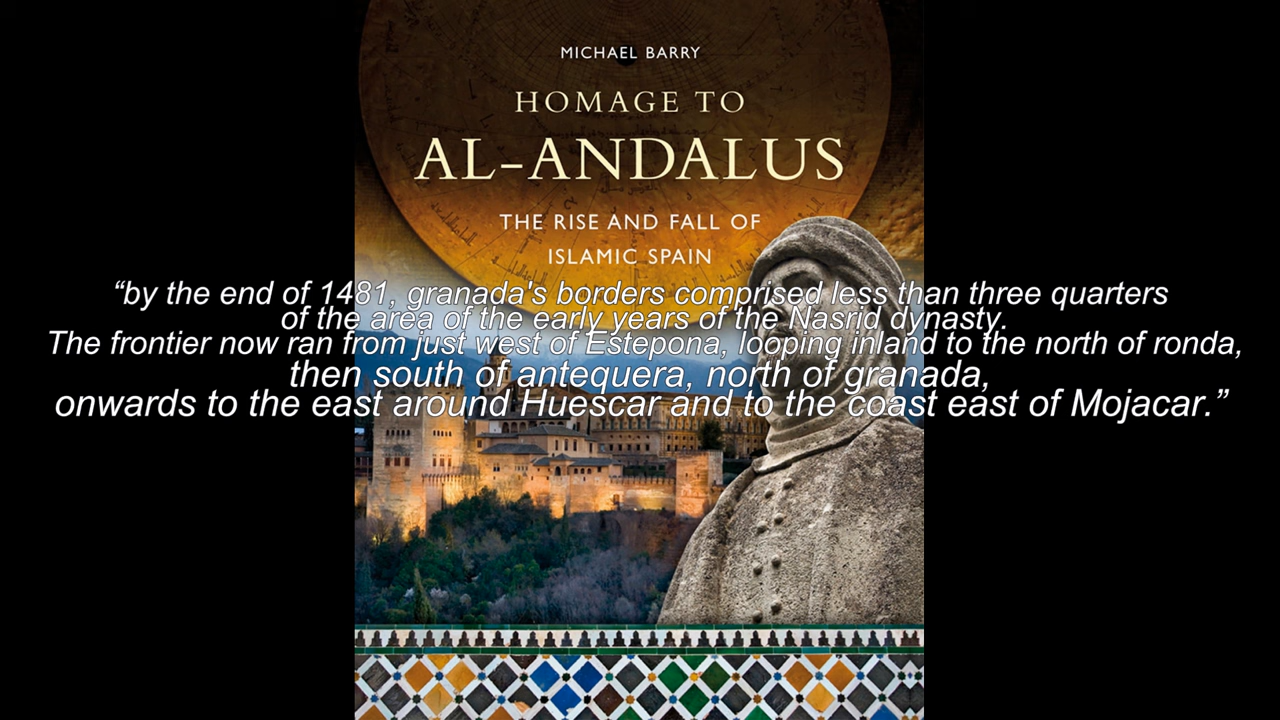 MICHAEL BARRY
HOMAGE TO
AL-ANDALUS
THE RISE AND FALL OF
ISLAMIC SPAIN
“by the end of 1481, granada's borders comprised less than three quarters
of the area of the early years of the Nasrid dynasty.
The frontier now ran from just west of Estepona, looping inland to the north of ronda,
then south of antequera, north of granada,
onwards to the east around Huescar and to the coast east of Mojacar.”